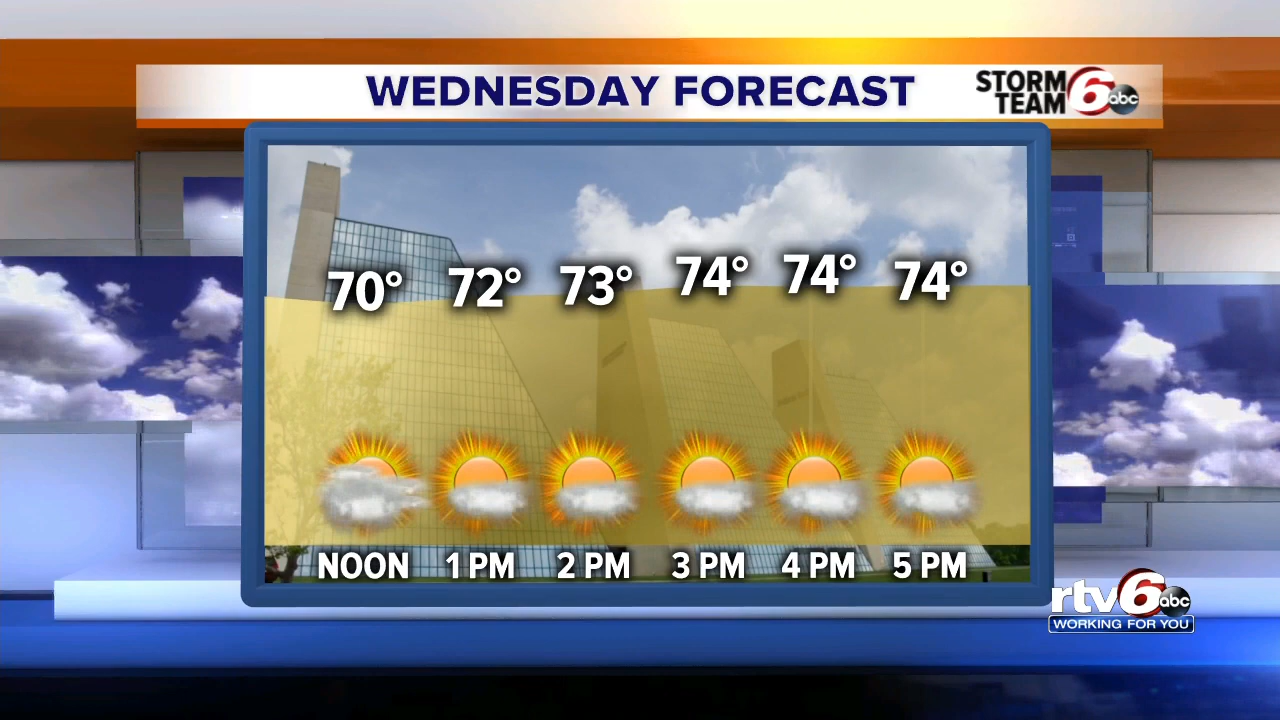 WEDNESDAY FORECAST
STORM
TEAM 6 abc
70° 72° 73° 74° 74° 74°
NOON 1 PM 2 PM 3 PM 4 PM 5 PM
rtv6 abc
WORKING FOR YOU